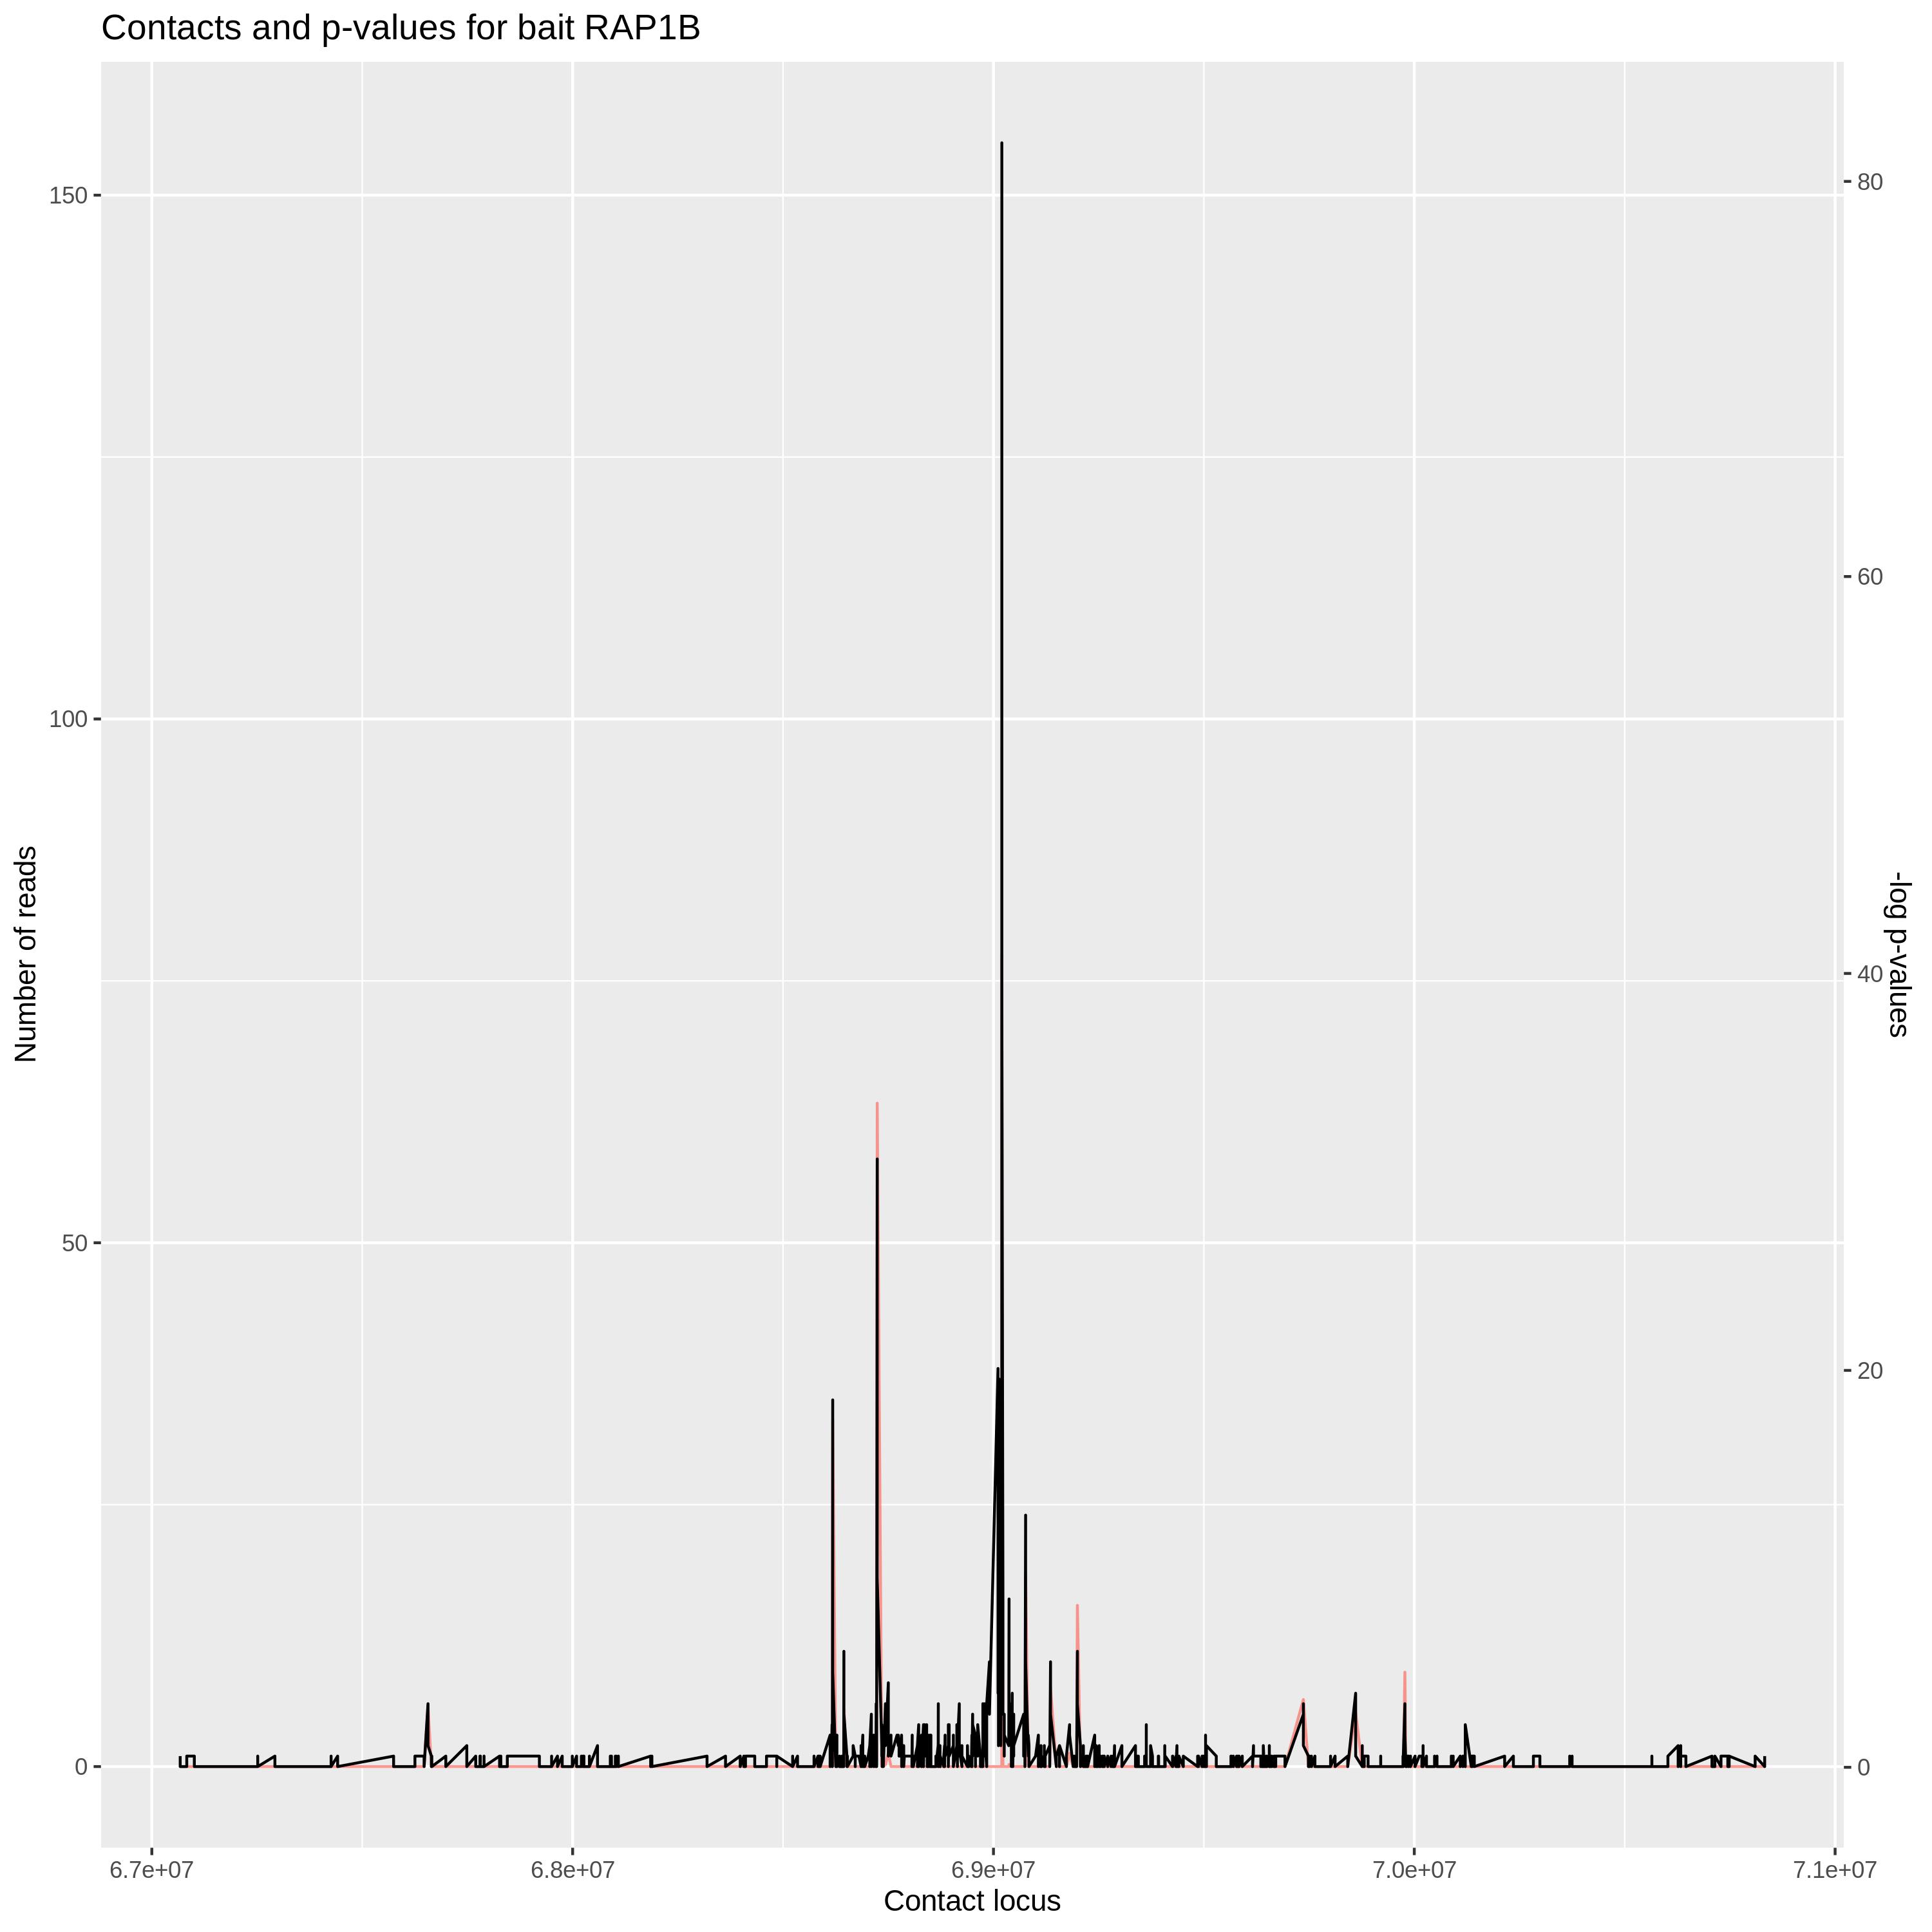 Contacts and p-values for bait RAP1B
150
100
50
0
80
60
40
20
0
Number of reads
-log p-values
6.7e+07
6.8e+07
6.9e+07
7.0e+07
7.1e+07
Contact locus